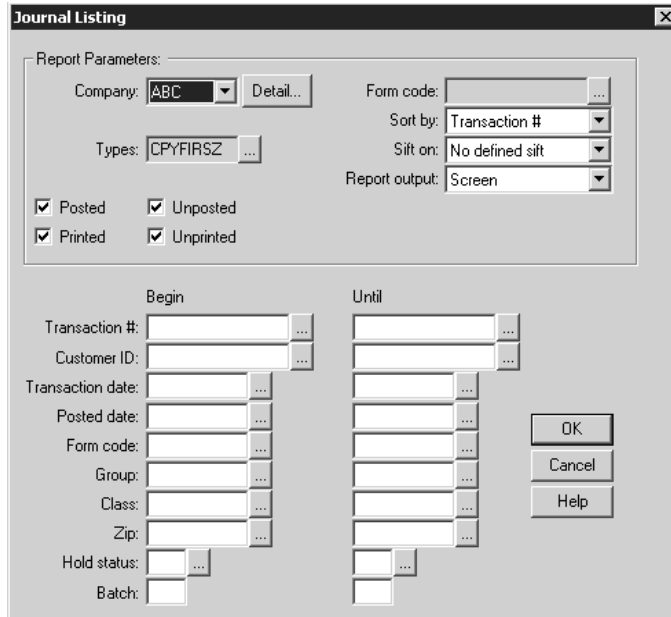 Journal Listing
Report Parameters:
Company: ABC Detail... Form code: ...
Sort by: Transaction #
Types: CPYFIRSZ ... Sift on: No defined sift
Report output: Screen
Posted Unposted
Printed Unprinted
Begin Until
Transaction #: ... ...
Customer ID: ... ...
Transaction date: ... ...
Posted date: ... ...
Form code: ... ...
OK
Group: ... ...
Cancel
Class: ... ...
Help
Zip: ... ...
Hold status: ... ...
Batch: